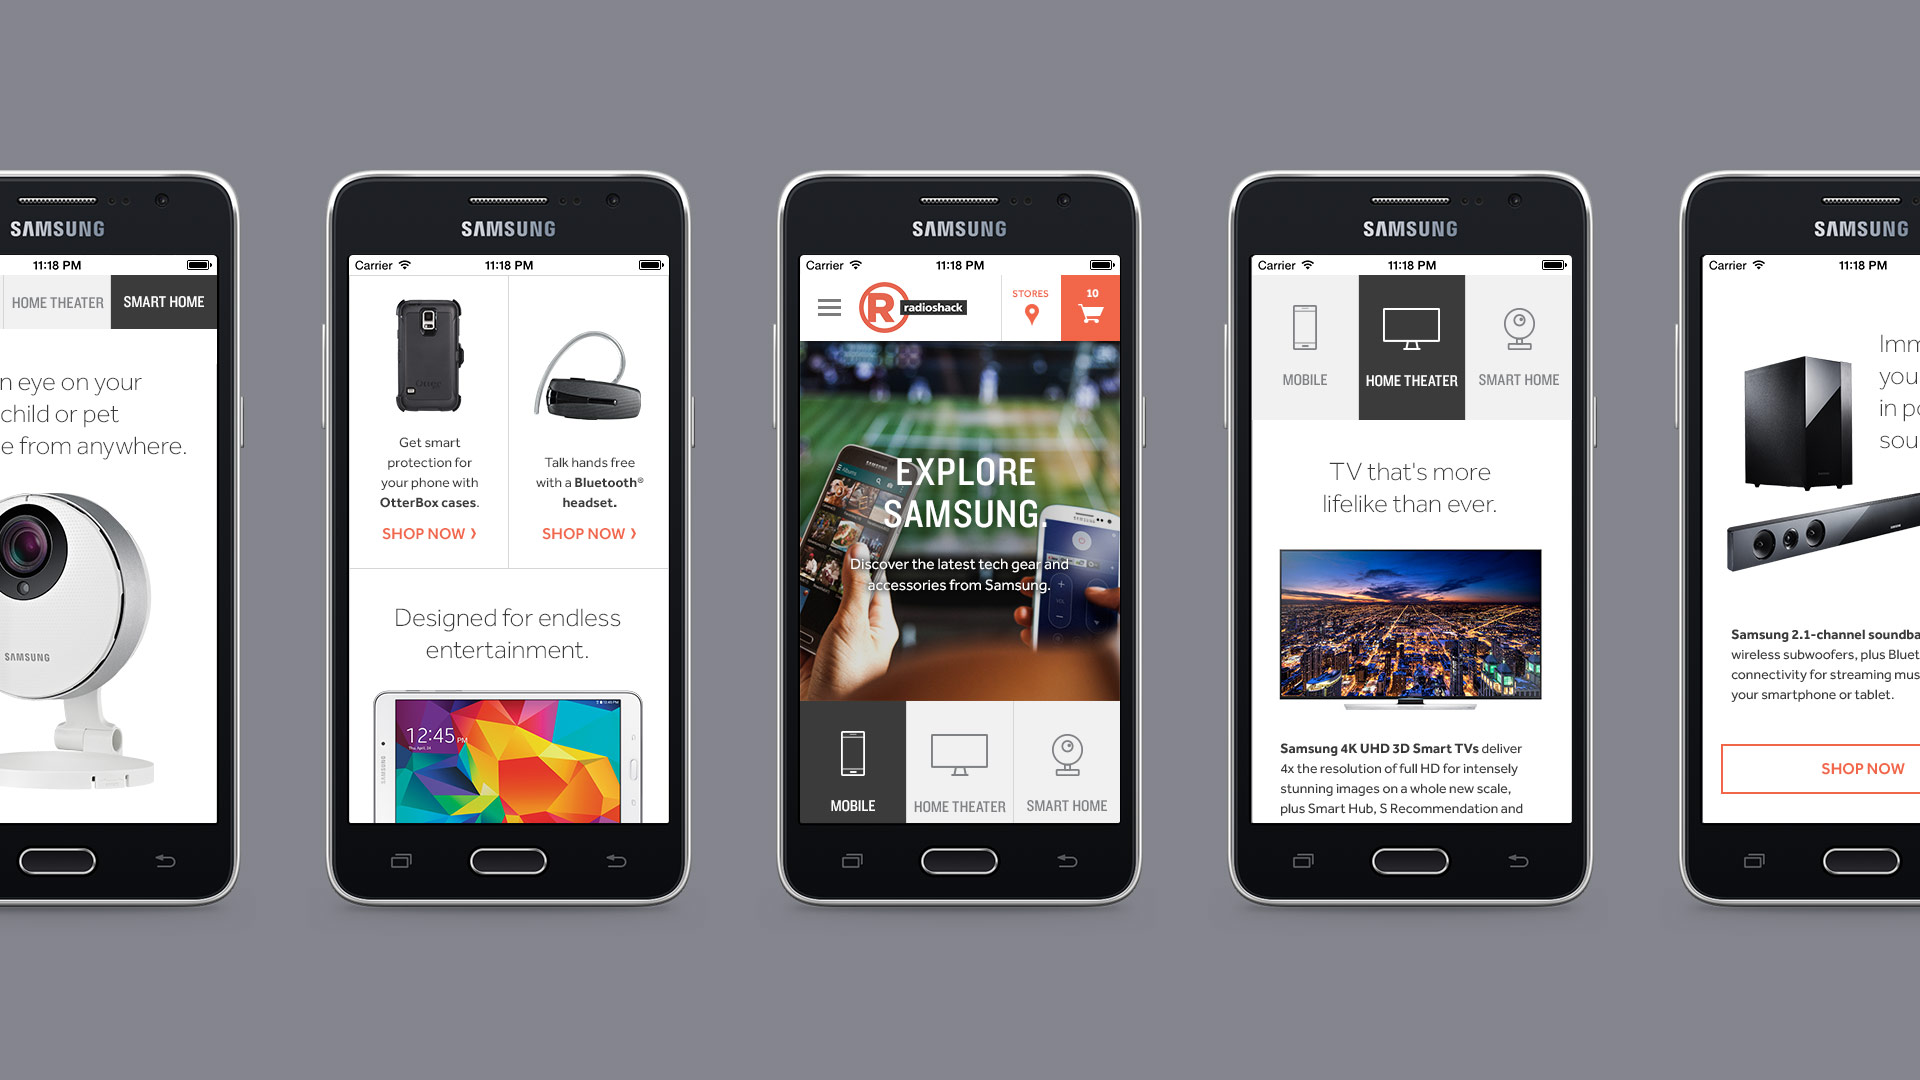 SAMSUNG
11:18 PM
HOME THEATER
SMART HOME
n eye on your
child or pet
e from anywhere.
SAMSUNG
SAMSUNG
Carrier
11:18 PM
Get smart
protection for
your phone with
OtterBox cases.
SHOP NOW ›
Talk hands free
with a Bluetooth®
headset.
SHOP NOW ›
Designed for endless
entertainment.
12:45 PM
SAMSUNG
SAMSUNG
Carrier
11:18 PM
R
radioshack
STORES
10
EXPLORE
SAMSUNG.
Discover the latest tech gear and
accessories from Samsung.
MOBILE
HOME THEATER
SMART HOME
SAMSUNG
Carrier
11:18 PM
MOBILE
HOME THEATER
SMART HOME
TV that's more
lifelike than ever.
Samsung 4K UHD 3D Smart TVs deliver
4x the resolution of full HD for intensely
stunning images on a whole new scale,
plus Smart Hub, S Recommendation and
SAMSUNG
Carrier
11:18 PM
Imm
you
in po
sou
Samsung 2.1-channel soundba
wireless subwoofers, plus Bluet
connectivity for streaming mus
your smartphone or tablet.
SHOP NOW